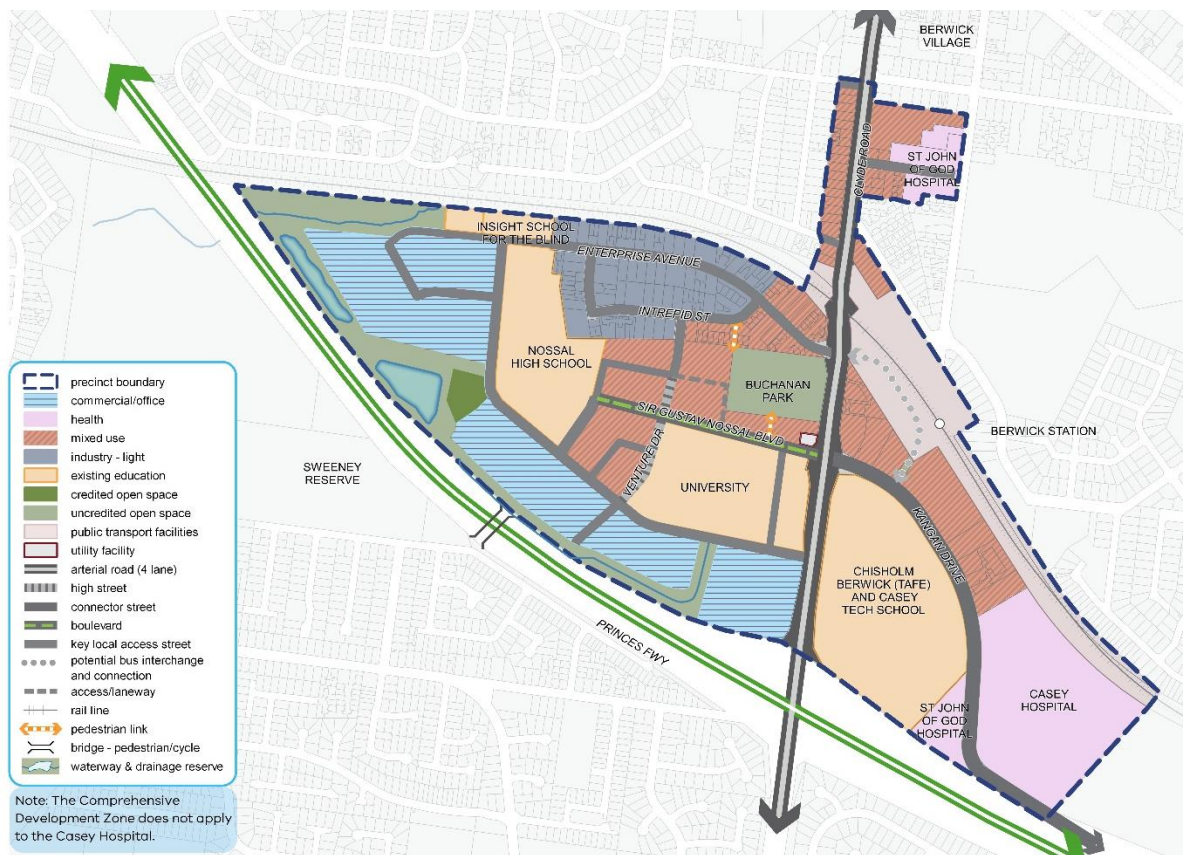 BERWICK
VILLAGE
CLYDE ROAD
ST JOHN
OF GOD
HOSPITAL
INSIGHT SCHOOL
FOR THE BLIND
ENTERPRISE AVENUE
INTREPID ST
NOSSAL
HIGH SCHOOL
BUCHANAN
PARK
SIR GUSTAV NOSSAL BLVD
BERWICK STATION
SWEENEY
RESERVE
VENTURE DR
UNIVERSITY
KANGAN DRIVE
CHISHOLM
BERWICK (TAFE)
AND CASEY
TECH SCHOOL
PRINCES FWY
ST JOHN
OF GOD
HOSPITAL
CASEY
HOSPITAL
precinct boundary
commercial/office
health
mixed use
industry - light
existing education
credited open space
uncredited open space
public transport facilities
utility facility
arterial road (4 lane)
high street
connector street
boulevard
key local access street
potential bus interchange
and connection
access/laneway
rail line
pedestrian link
bridge - pedestrian/cycle
waterway & drainage reserve
Note: The Comprehensive
Development Zone does not apply
to the Casey Hospital.